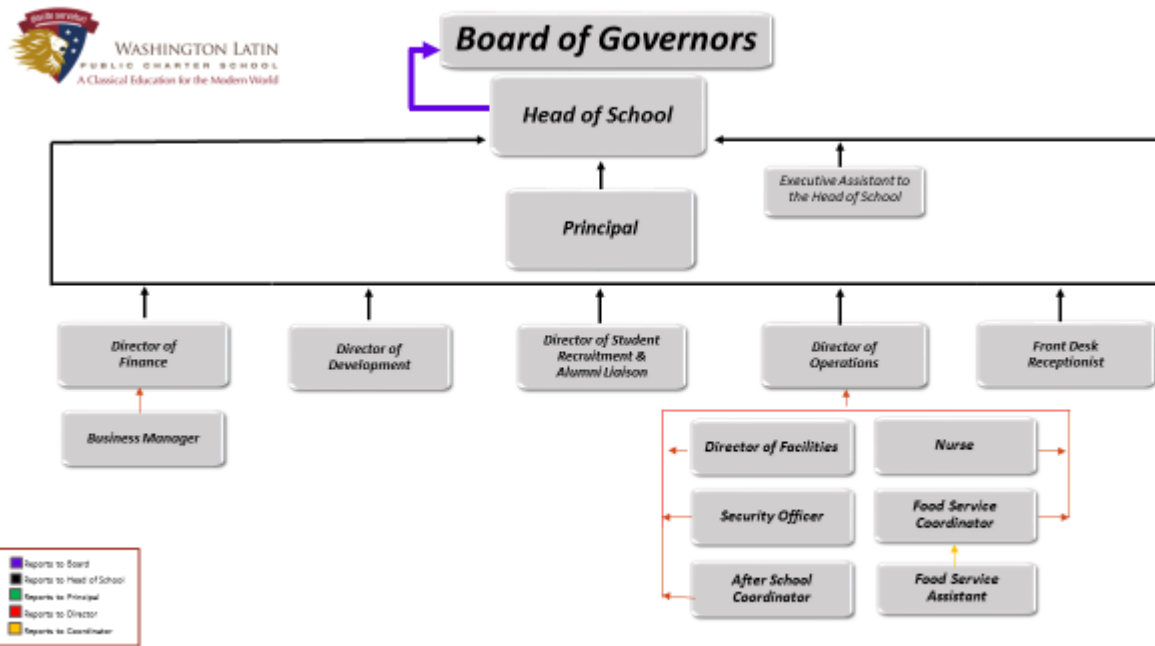 WASHINGTON LATIN
PUBLIC CHARTER SCHOOL
A Classical Education for the Modern World
Board of Governors
Head of School
Executive Assistant to
the Head of School
Principal
Director of
Finance
Director of
Development
Director of Student
Recruitment &
Alumni Liaison
Director of
Operations
Front Desk
Receptionist
Business Manager
Director of Facilities
Nurse
Security Officer
Food Service
Coordinator
After School
Coordinator
Food Service
Assistant
Reports to Board
Reports to Head of School
Reports to Principal
Reports to Director
Reports to Coordinator